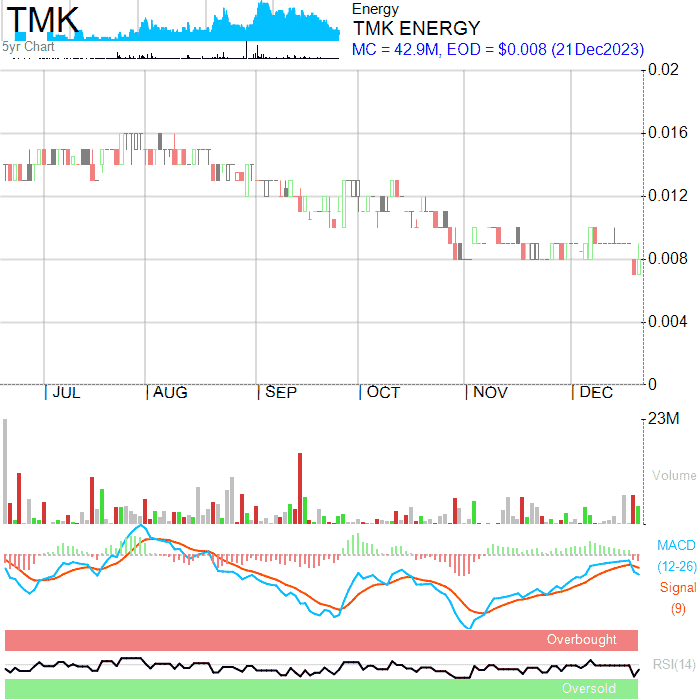 TMK
5yr Chart
Energy
TMK ENERGY
MC = 42.9M, EOD = $0.008 (21Dec2023)
0.02
0.016
0.012
0.008
0.004
0
JUL
AUG
SEP
OCT
NOV
DEC
23M
Volume
MACD
(12-26)
Signal
(9)
Overbought
RSI(14)
Oversold